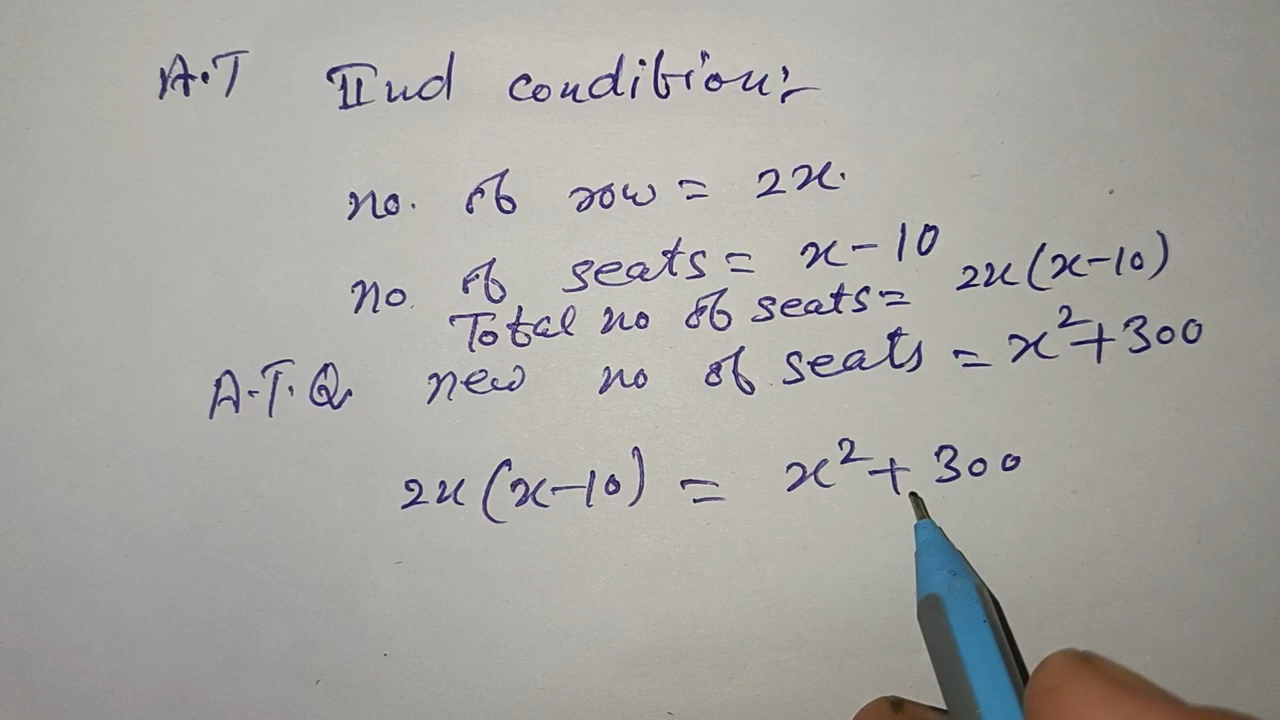 A.T IInd condition:-
no. of row = 2x.
no. of seats = x-10
Total no of seats = 2x(x-10)
A.T.Q. new no of seats = x²+300
2x(x-10) = x²+300